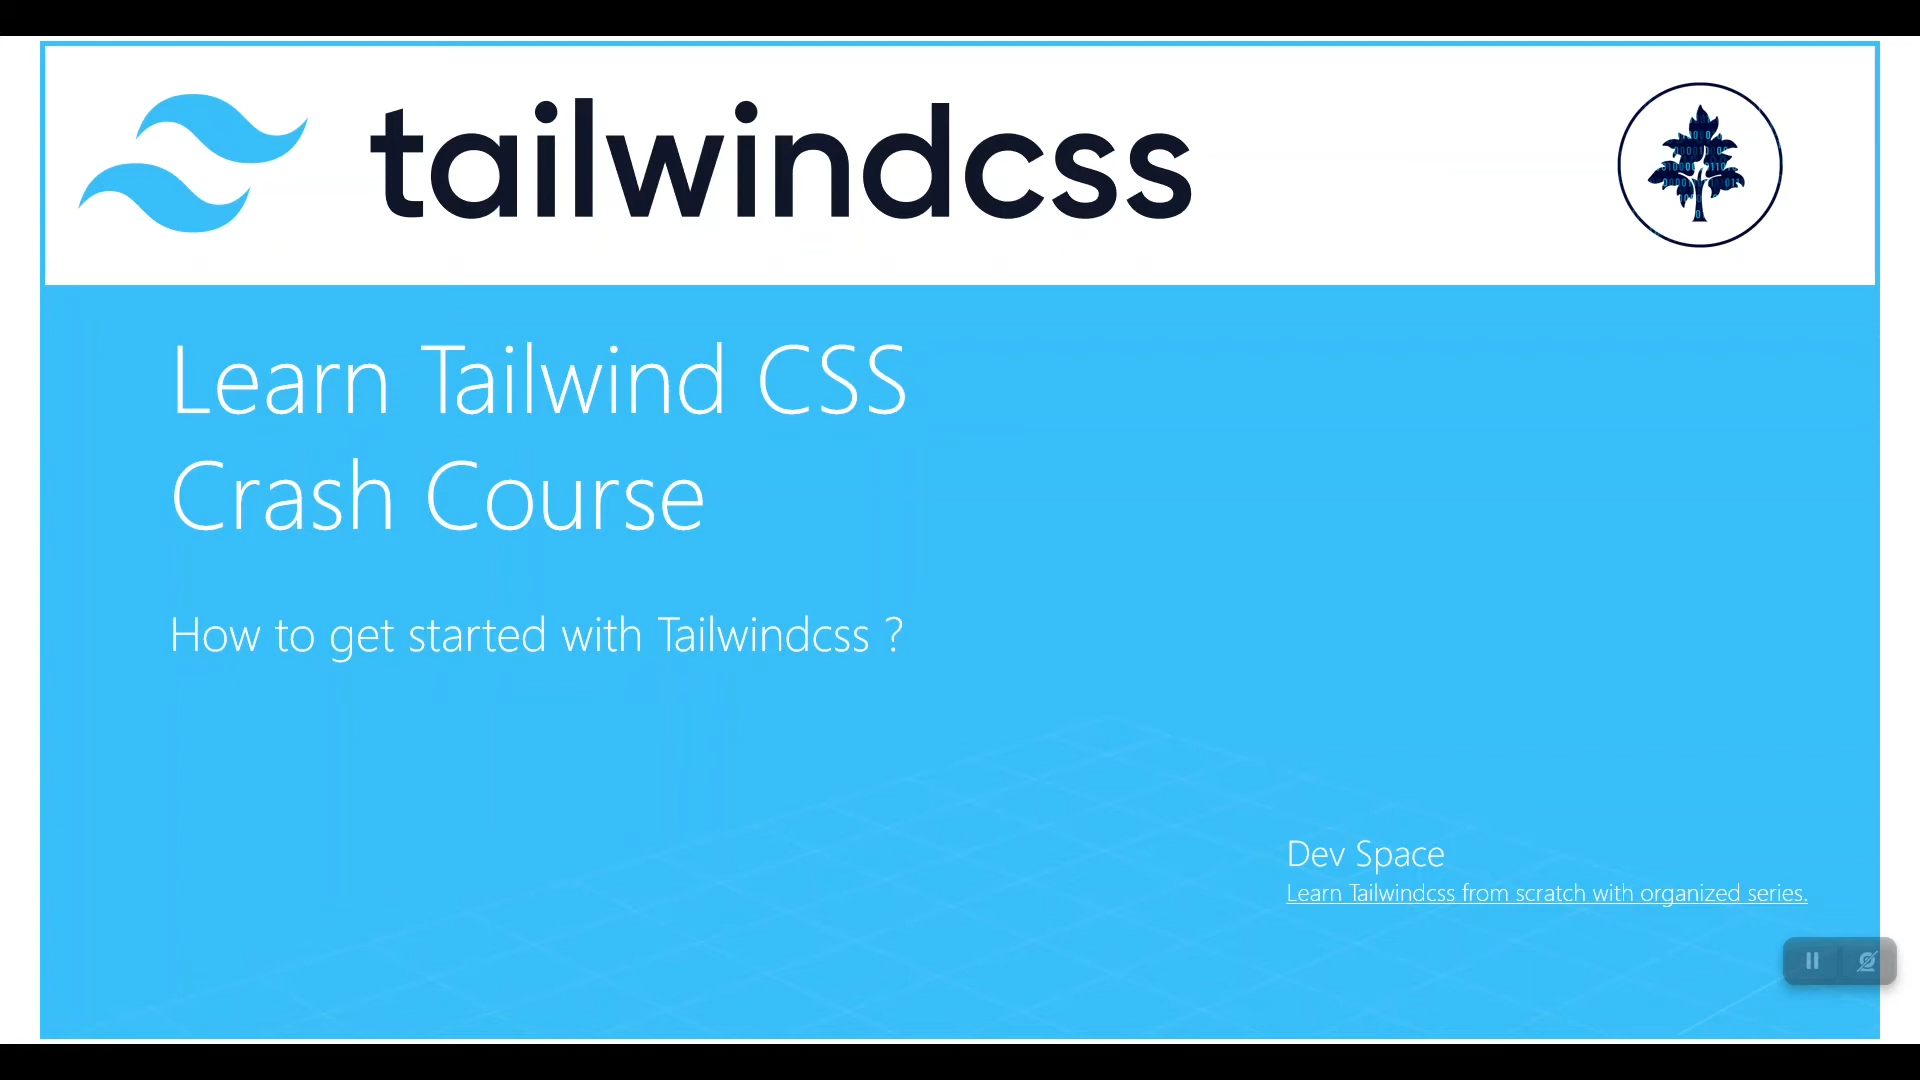 tailwindcss
Learn Tailwind CSS
Crash Course
How to get started with Tailwindcss ?
Dev Space
Learn Tailwindcss from scratch with organized series.